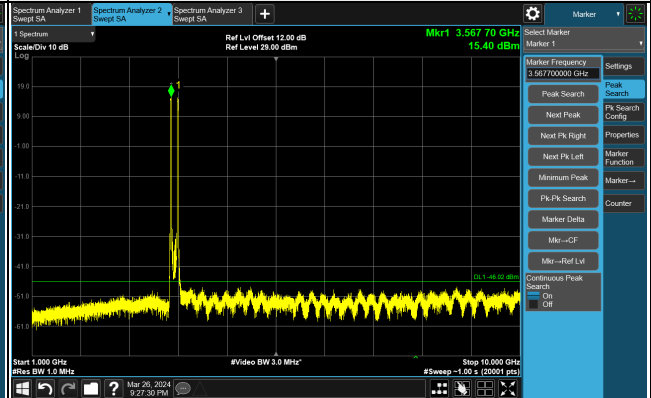 Spectrum Analyzer 1
Swept SA
Spectrum Analyzer 2
Swept SA
Spectrum Analyzer 3
Swept SA
+
Marker
1 Spectrum
Scale/Div 10 dB
Log
Ref Lvl Offset 12.00 dB
Ref Level 29.00 dBm
Mkr1 3.567 70 GHz
15.40 dBm
Select Marker
Marker 1
Marker Frequency
3.567700000 GHz
Peak Search
Next Peak
Next Pk Right
Next Pk Left
Minimum Peak
Pk-Pk Search
Marker Delta
Mkr→CF
Mkr→Ref Lvl
Continuous Peak
Search
On
Off
Settings
Peak
Search
Pk Search
Config
Properties
Marker
Function
Marker→
Counter
1
19.0
9.00
-1.00
-11.0
-21.0
-31.0
-41.0
-51.0
-61.0
DL1 -46.02 dBm
Start 1.000 GHz
#Res BW 1.0 MHz
#Video BW 3.0 MHz*
Stop 10.000 GHz
#Sweep ~1.00 s (20001 pts)
?
Mar 26, 2024
9:27:30 PM